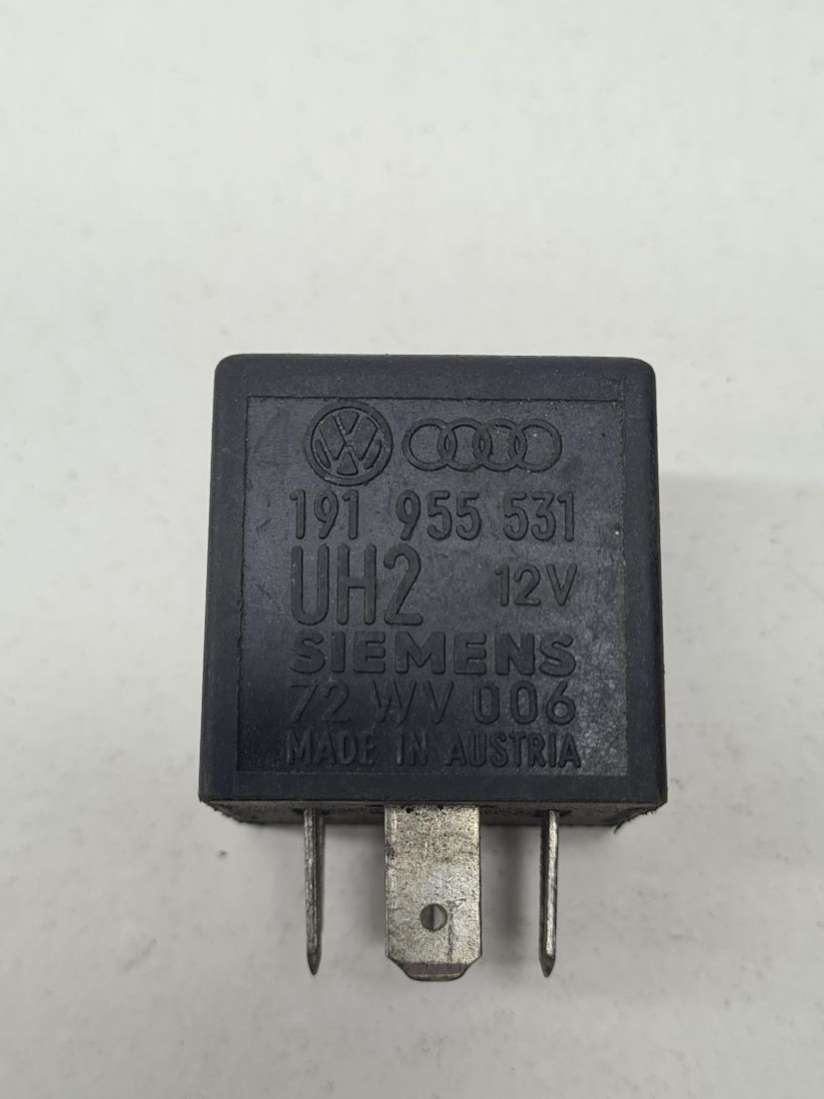 191 955 531
UH2 12V
SIEMENS
72 WV 006
MADE IN AUSTRIA